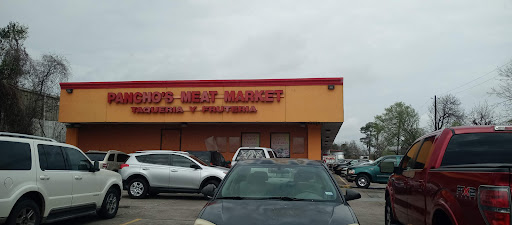 PANCHO'S MEAT MARKET
TAQUERIA Y FRUTERIA